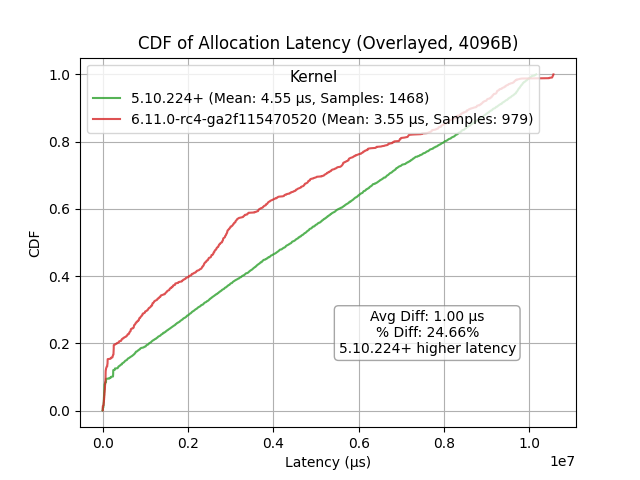 CDF of Allocation Latency (Overlayed, 4096B)
Kernel
5.10.224+ (Mean: 4.55 µs, Samples: 1468)
6.11.0-rc4-ga2f115470520 (Mean: 3.55 µs, Samples: 979)
1.0
0.8
0.6
0.4
0.2
0.0
CDF
Avg Diff: 1.00 µs
% Diff: 24.66%
5.10.224+ higher latency
0.0 0.2 0.4 0.6 0.8 1.0
1e7
Latency (µs)